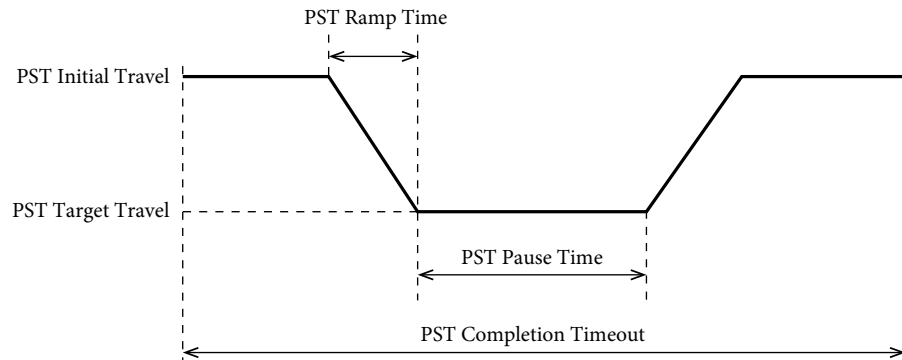 PST Ramp Time
PST Initial Travel
PST Target Travel
PST Pause Time
PST Completion Timeout